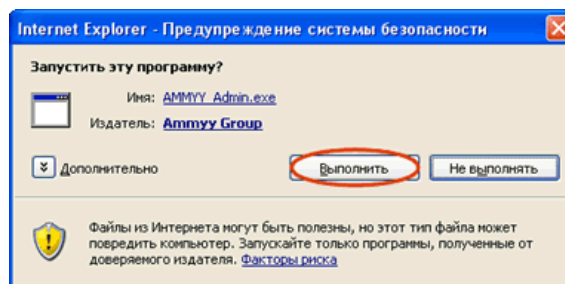 Internet Explorer - Предупреждение системы безопасности
Запустить эту программу?
Имя: AMMYY_Admin.exe
Издатель: Ammyy Group
Дополнительно
Выполнить
Не выполнять
Файлы из Интернета могут быть полезны, но этот тип файла может
повредить компьютер. Запускайте только программы, полученные от
доверяемого издателя. Факторы риска